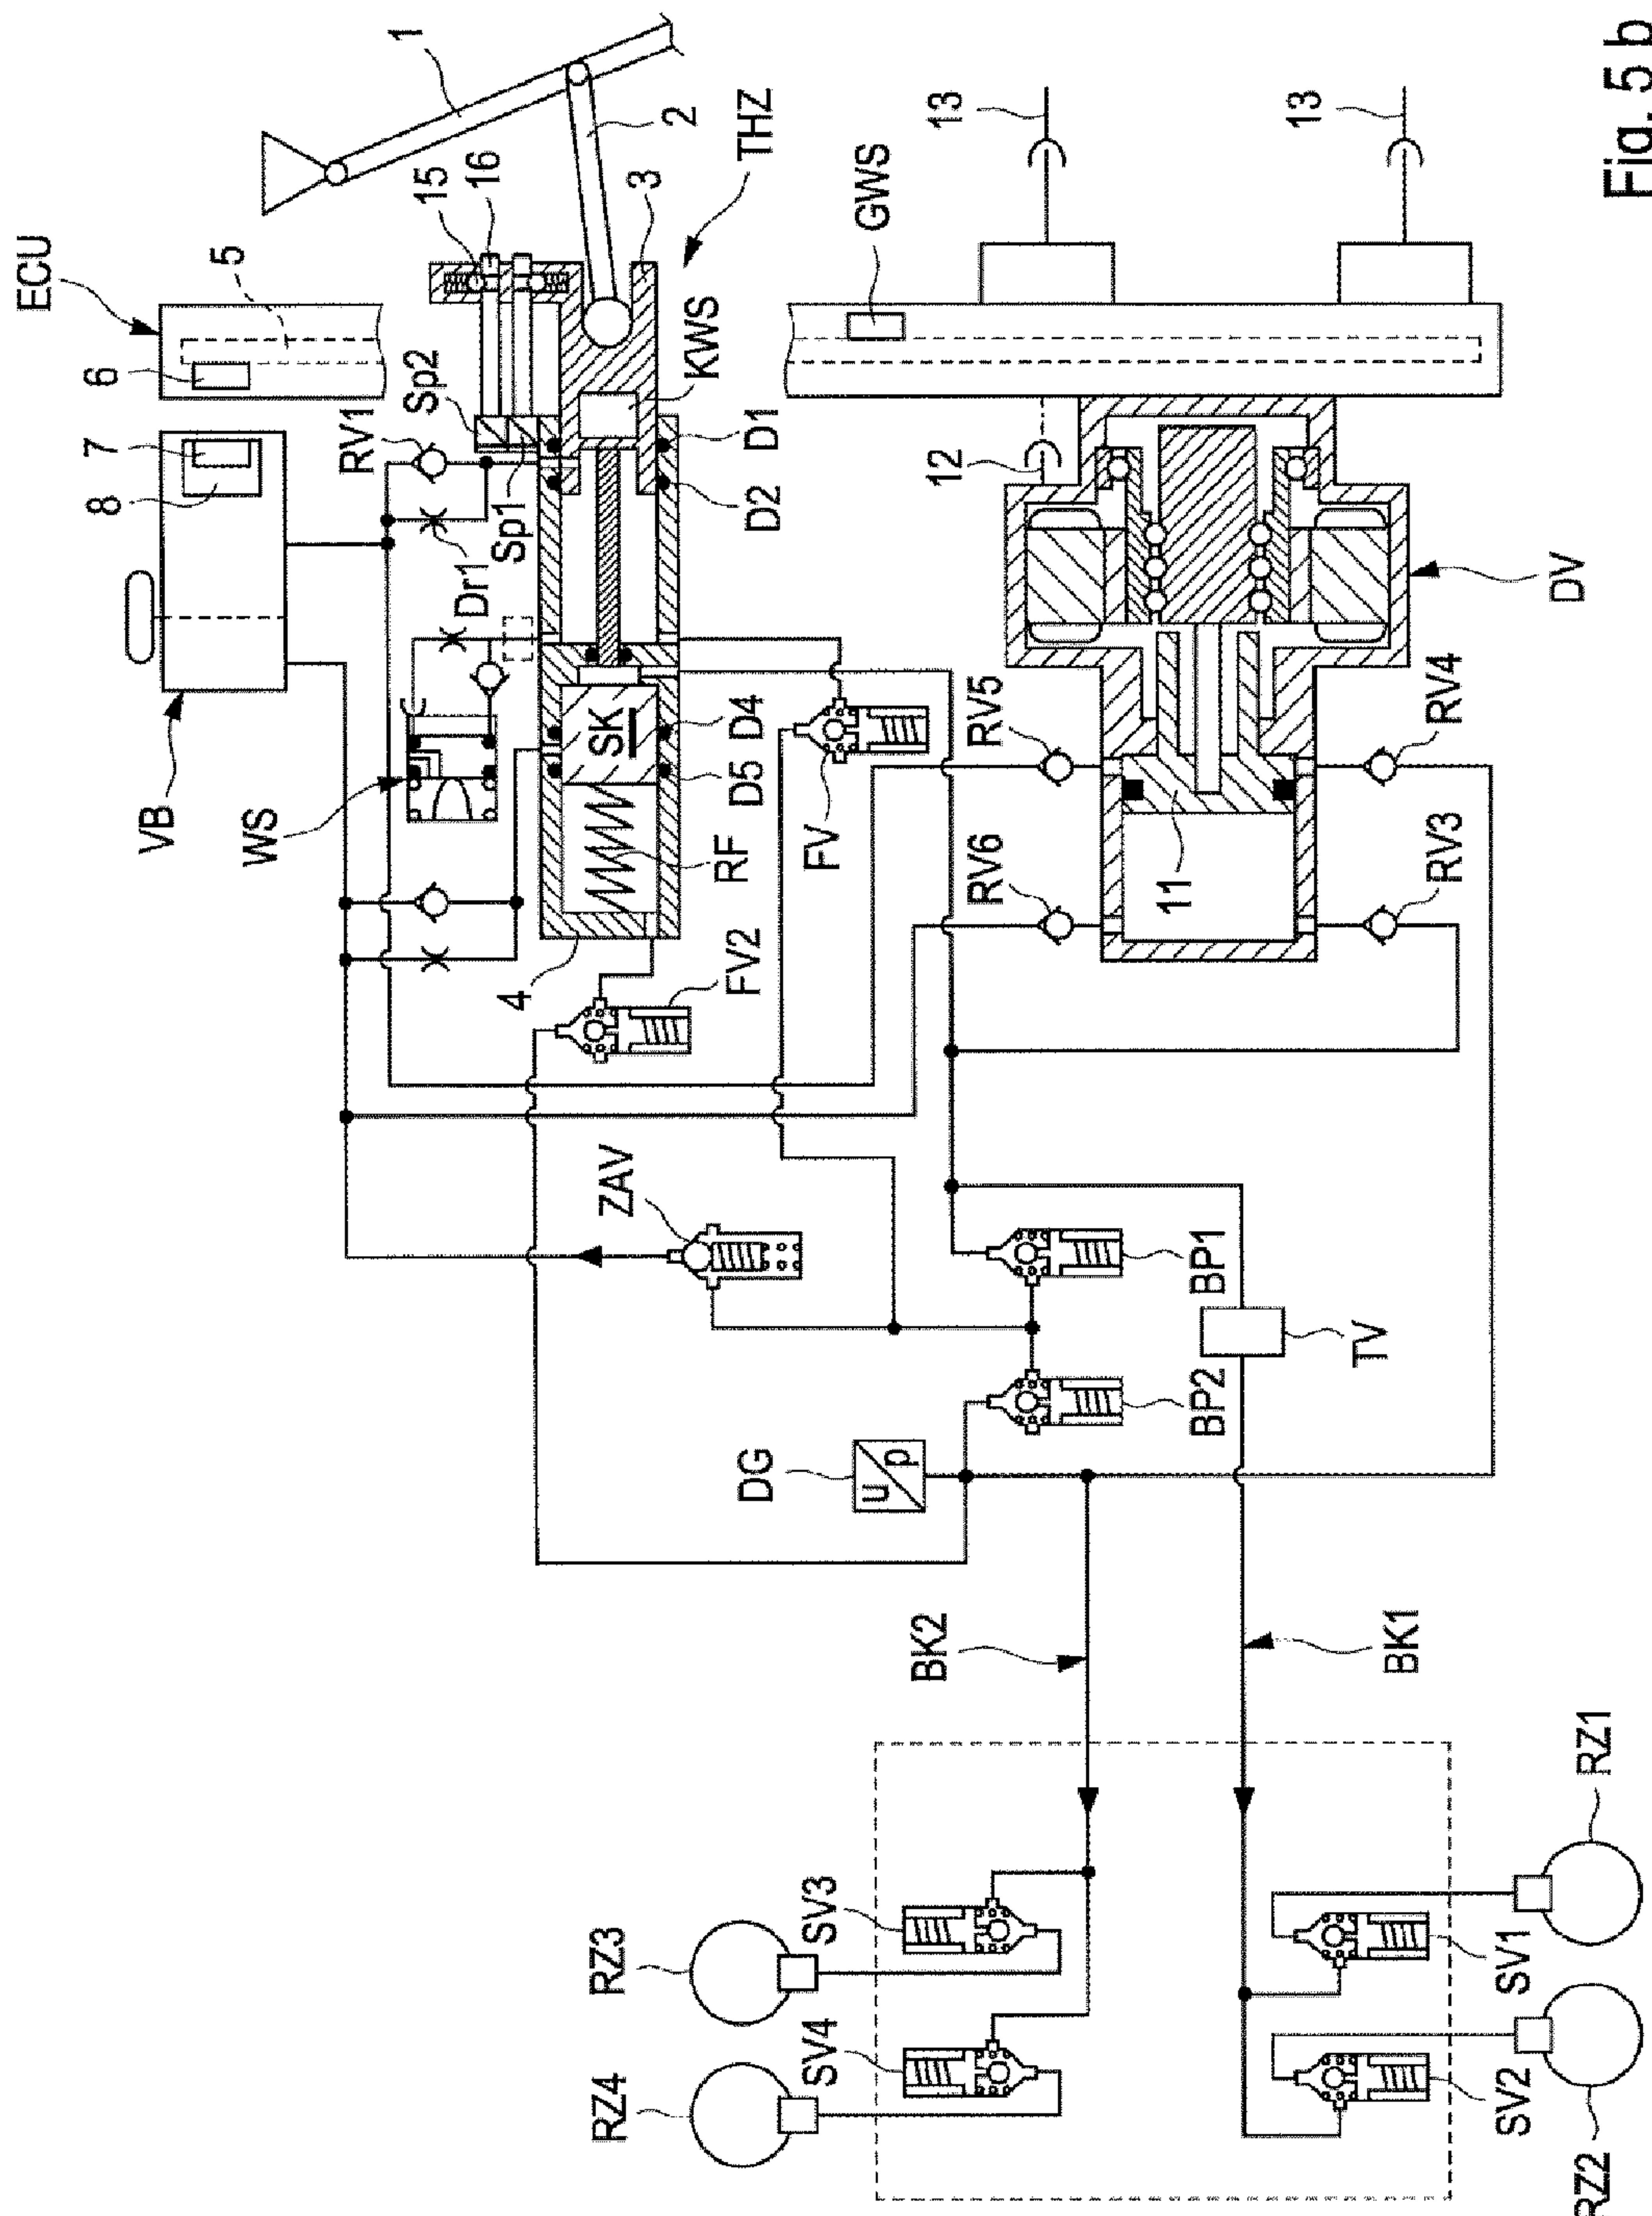 ECU
5
6
7
8
VB
WS
RV1
Dr1
Sp2
Sp1
15
16
1
2
THZ
3
KWS
D1
D2
D4
D5
SK
RF
4
FV2
FV
ZAV
GWS
13
13
12
DV
RV5
RV4
RV6
RV3
11
BP1
BP2
TV
DG
u
p
BK2
BK1
RZ3
RZ4
SV3
SV4
SV1
SV2
RZ1
RZ2
Fig. 5 b